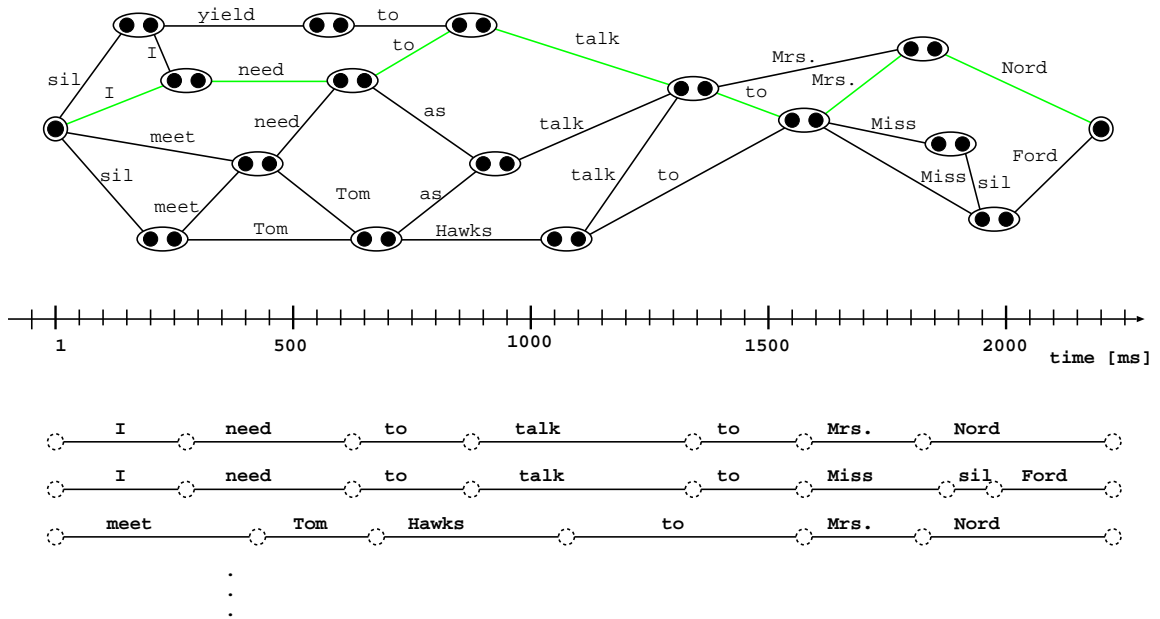 yield to
I to talk
sil need Mrs. Nord
I Mrs.
to
as
meet need talk Miss
Ford
sil talk to Miss sil
meet Tom as
Tom Hawks
1 500 1000 1500 2000
time [ms]
I need to talk to Mrs. Nord
I need to talk to Miss sil Ford
meet Tom Hawks to Mrs. Nord
.
.
.